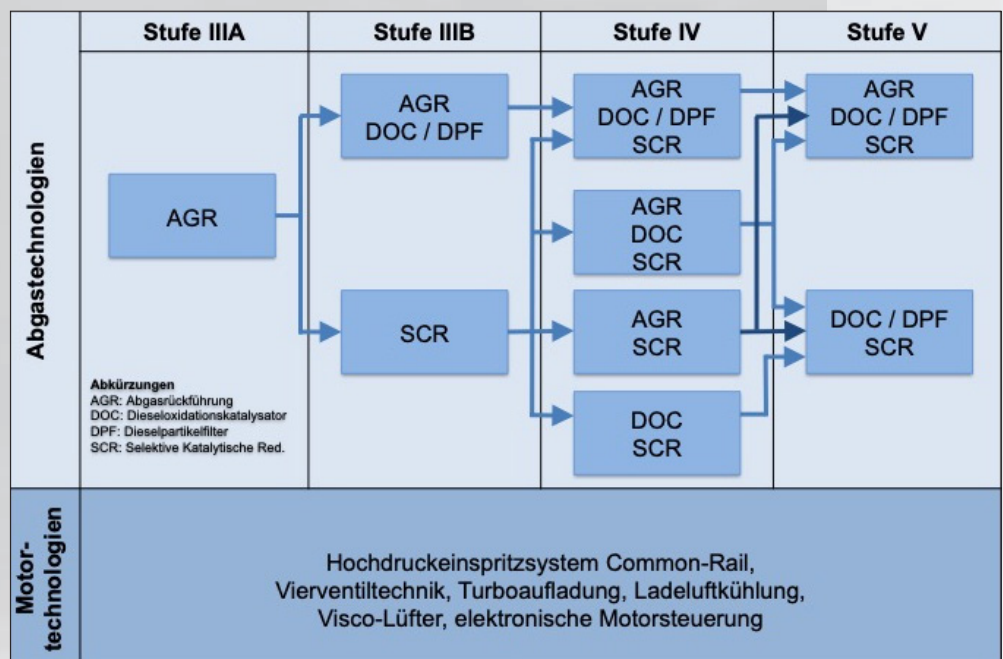 Stufe IIIA
Stufe IIIB
Stufe IV
Stufe V
Abgastechnologien
AGR
AGR
DOC / DPF
SCR
AGR
DOC / DPF
SCR
AGR
DOC
SCR
AGR
SCR
DOC
SCR
AGR
DOC / DPF
SCR
DOC / DPF
SCR
Abkürzungen
AGR: Abgasrückführung
DOC: Dieseloxidationskatalysator
DPF: Dieselpartikelfilter
SCR: Selektive Katalytische Red.
Motor-
technologien
Hochdruckeinspritzsystem Common-Rail,
Vierventiltechnik, Turboaufladung, Ladeluftkühlung,
Visco-Lüfter, elektronische Motorsteuerung